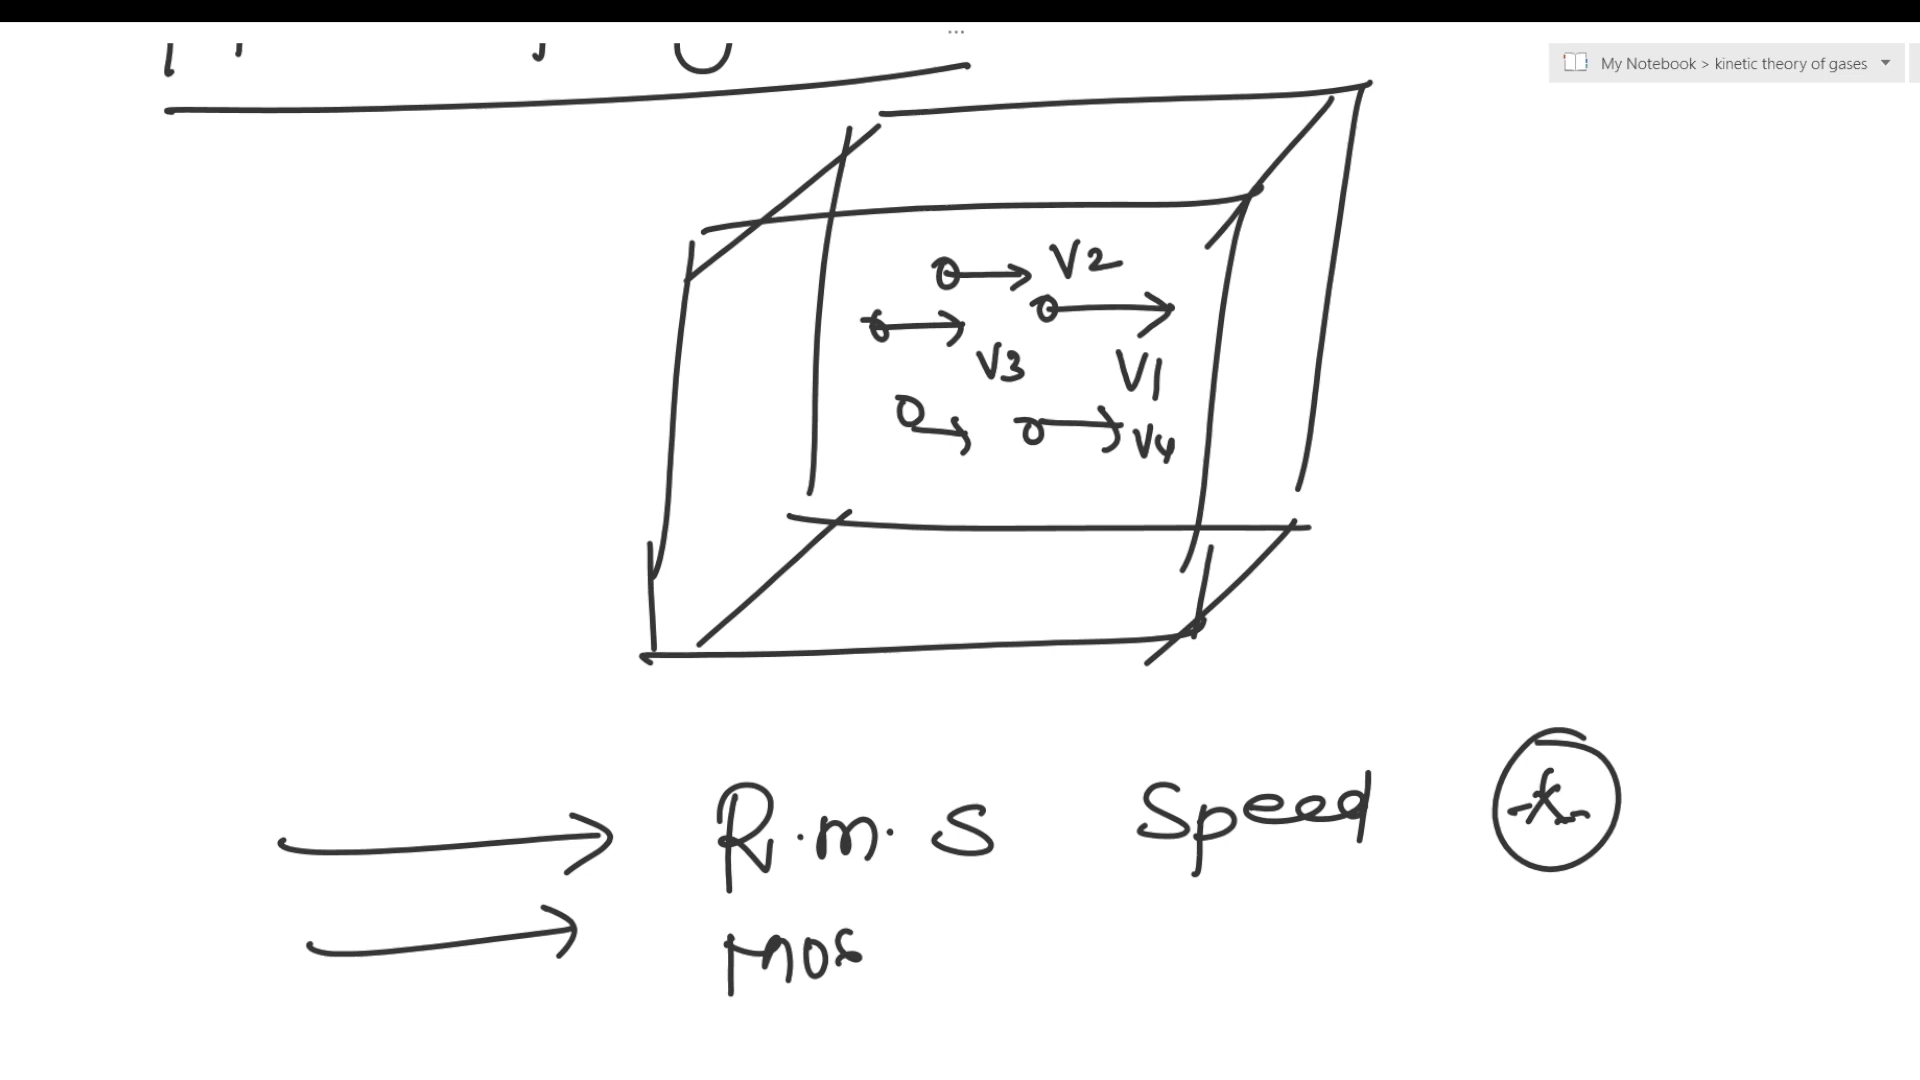 My Notebook > kinetic theory of gases
V2
V3
V1
V4
R.m.s Speed
Mos